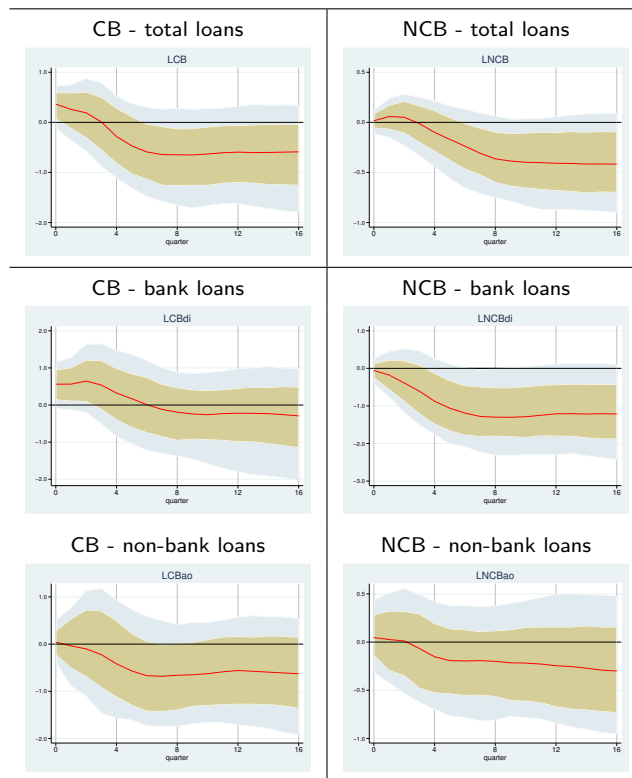 CB - total loans NCB - total loans
LCB LNCB
1.0 0.5
0.0 0.0
-1.0 -0.5
-2.0 -1.0
0 4 8 12 16 0 4 8 12 16
quarter quarter
CB - bank loans NCB - bank loans
LCBdi LNCBdi
2.0 1.0
1.0 0.0
0.0 -1.0
-1.0 -2.0
-2.0 -3.0
0 4 8 12 16 0 4 8 12 16
quarter quarter
CB - non-bank loans NCB - non-bank loans
LCBao LNCBao
1.0 0.5
0.0 0.0
-1.0 -0.5
-2.0 -1.0
0 4 8 12 16 0 4 8 12 16
quarter quarter